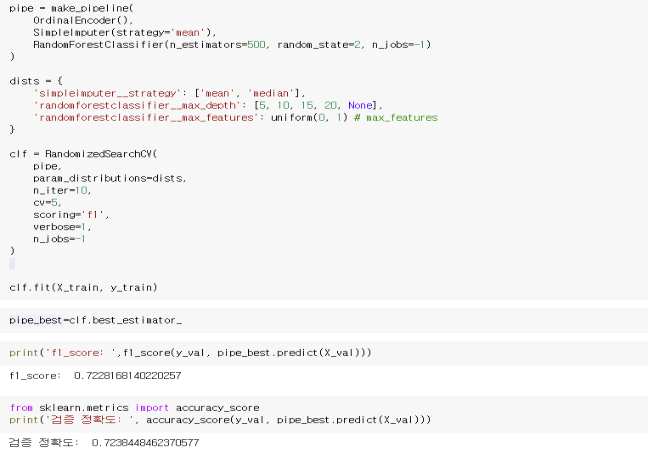 pipe = make_pipeline(
    OrdinalEncoder(),
    SimpleImputer(strategy='mean'),
    RandomForestClassifier(n_estimators=500, random_state=2, n_jobs=-1)
)
dists = {
    'simpleimputer__strategy': ['mean', 'median'],
    'randomforestclassifier__max_depth': [5, 10, 15, 20, None],
    'randomforestclassifier__max_features': uniform(0, 1) # max_features
}
clf = RandomizedSearchCV(
    pipe,
    param_distributions=dists,
    n_iter=10,
    cv=5,
    scoring='f1',
    verbose=1,
    n_jobs=-1
)
clf.fit(X_train, y_train)
pipe_best=clf.best_estimator_
print('f1_score: ',f1_score(y_val, pipe_best.predict(X_val)))
f1_score:  0.7228168140220257
from sklearn.metrics import accuracy_score
print('검증 정확도: ', accuracy_score(y_val, pipe_best.predict(X_val)))
검증 정확도:  0.7238448462370577